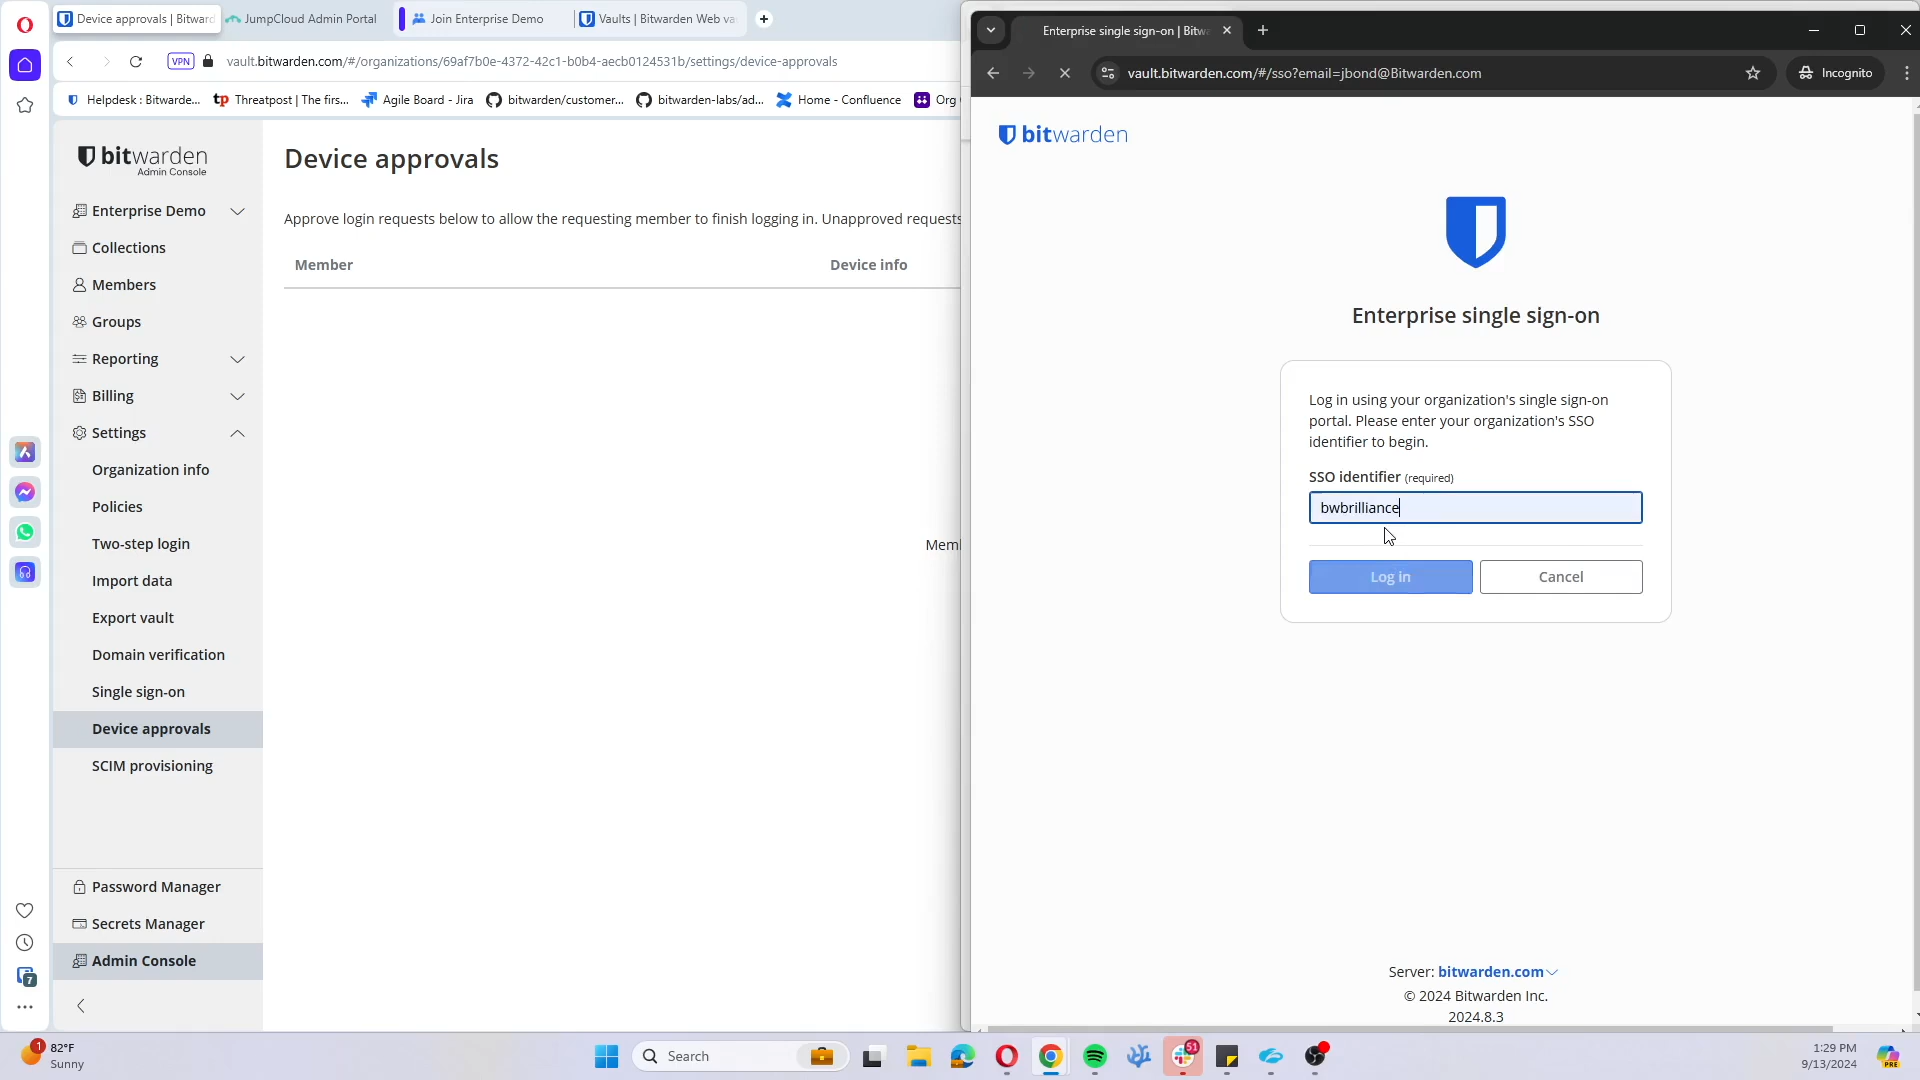 Device approvals | Bitward
JumpCloud Admin Portal
Join Enterprise Demo
Vaults | Bitwarden Web va
VPN
vault.bitwarden.com/#/organizations/69af7b0e-4372-42c1-b0b4-aecb0124531b/settings/device-approvals
Helpdesk : Bitwarde...
Threatpost | The firs...
Agile Board - Jira
bitwarden/customer...
bitwarden-labs/ad...
Home - Confluence
Org
bitwarden
Admin Console
Enterprise Demo
Collections
Members
Groups
Reporting
Billing
Settings
Organization info
Policies
Two-step login
Import data
Export vault
Domain verification
Single sign-on
Device approvals
SCIM provisioning
Password Manager
Secrets Manager
Admin Console
7
Device approvals
Approve login requests below to allow the requesting member to finish logging in. Unapproved requests
Member
Device info
Enterprise single sign-on | Bitw
vault.bitwarden.com/#/sso?email=jbond@Bitwarden.com
Incognito
bitwarden
Enterprise single sign-on
Log in using your organization's single sign-on
portal. Please enter your organization's SSO
identifier to begin.
SSO identifier (required)
bwbrilliance
Log in
Cancel
Server: bitwarden.com
© 2024 Bitwarden Inc.
2024.8.3
1
82°F
Sunny
Search
51
1:29 PM
9/13/2024
PRE